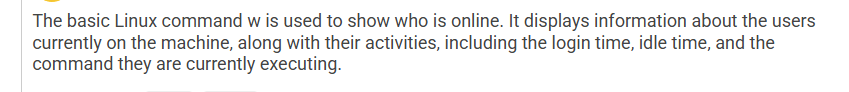 The basic Linux command w is used to show who is online. It displays information about the users
currently on the machine, along with their activities, including the login time, idle time, and the
command they are currently executing.